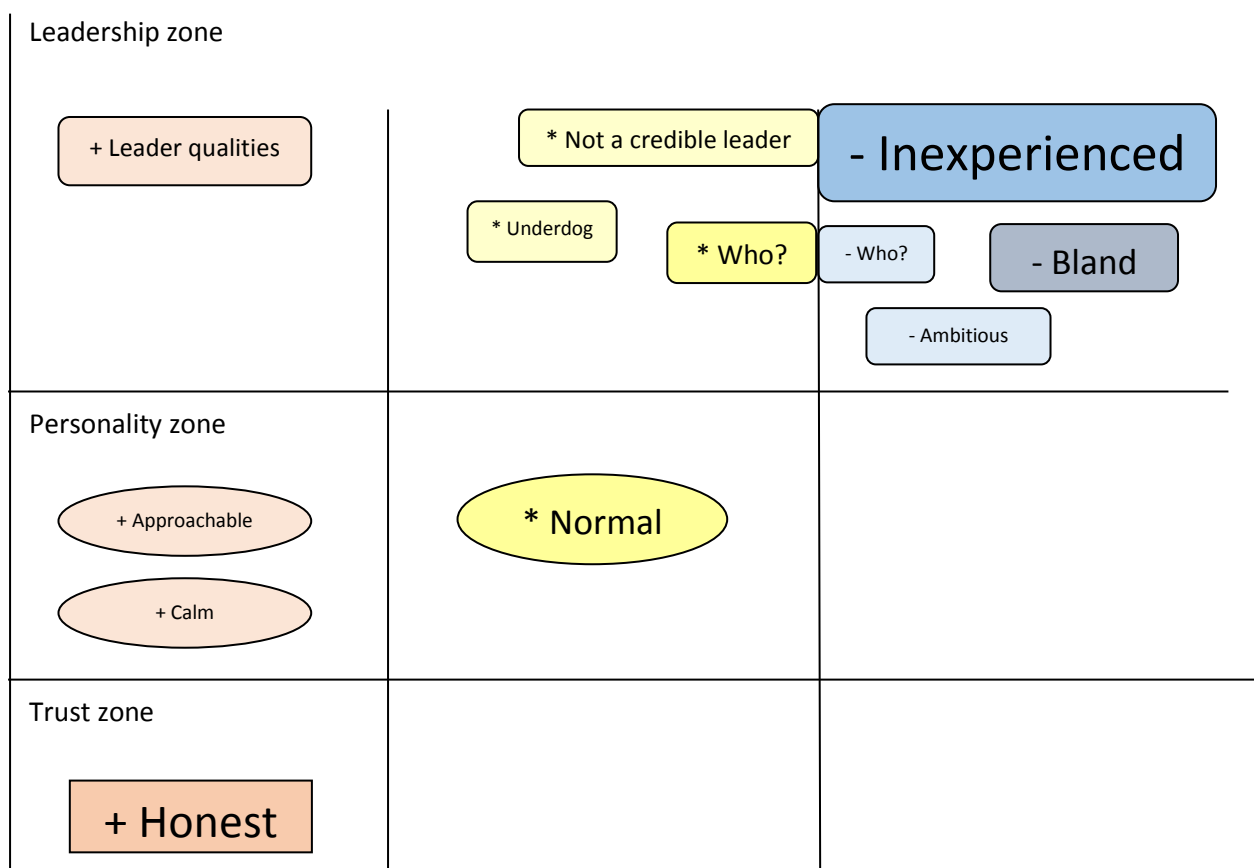 Leadership zone
+ Leader qualities
* Not a credible leader
- Inexperienced
* Underdog
* Who?
- Who?
- Bland
- Ambitious
Personality zone
+ Approachable
* Normal
+ Calm
Trust zone
+ Honest